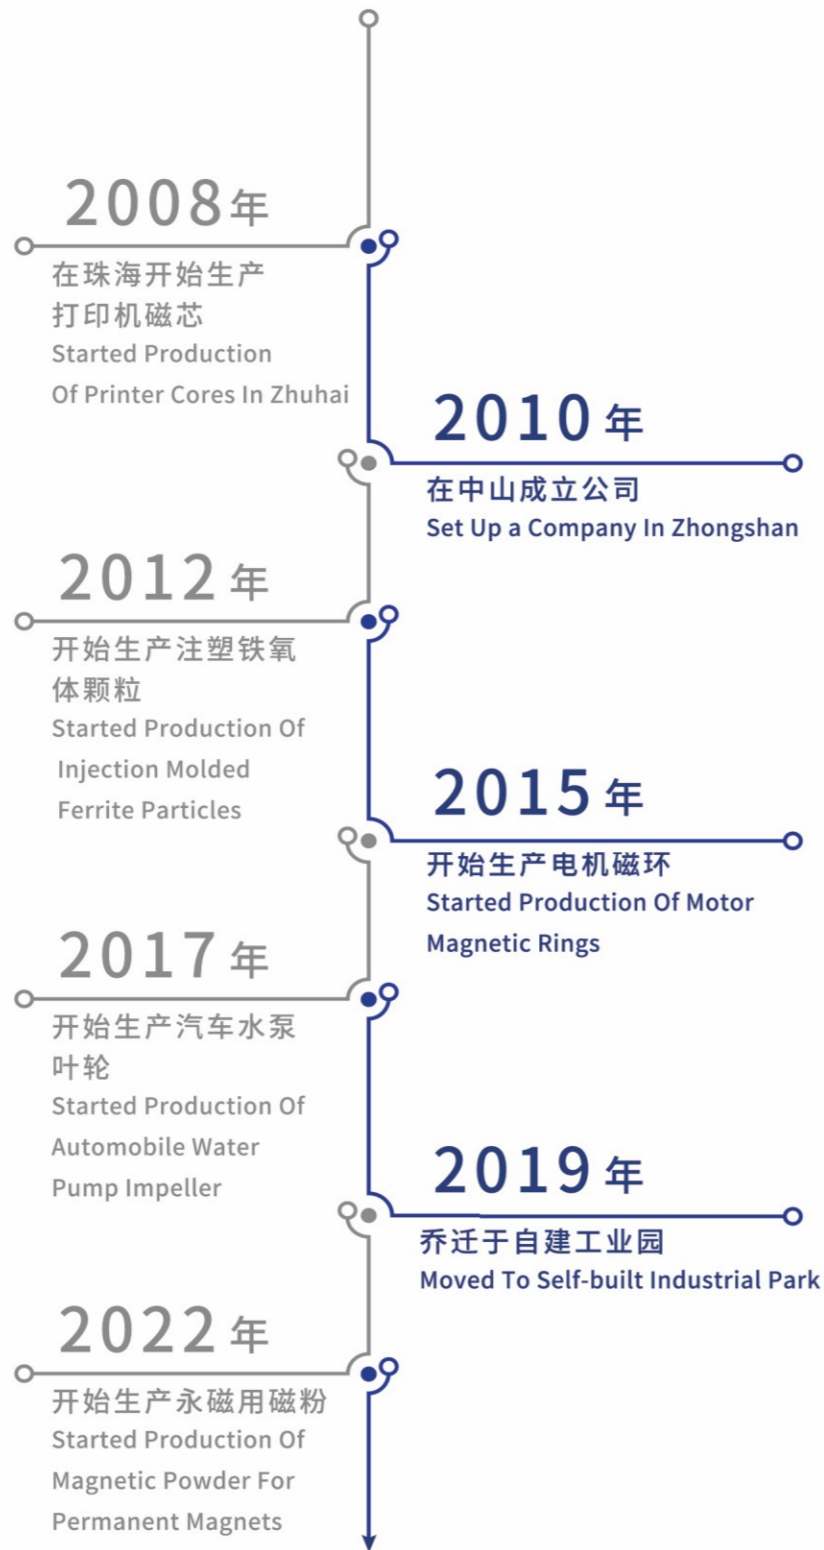 2008年
在珠海开始生产
打印机磁芯
Started Production
Of Printer Cores In Zhuhai
2010年
在中山成立公司
Set Up a Company In Zhongshan
2012年
开始生产注塑铁氧
体颗粒
Started Production Of
Injection Molded
Ferrite Particles
2015年
开始生产电机磁环
Started Production Of Motor
Magnetic Rings
2017年
开始生产汽车水泵
叶轮
Started Production Of
Automobile Water
Pump Impeller
2019年
乔迁于自建工业园
Moved To Self-built Industrial Park
2022年
开始生产永磁用磁粉
Started Production Of
Magnetic Powder For
Permanent Magnets